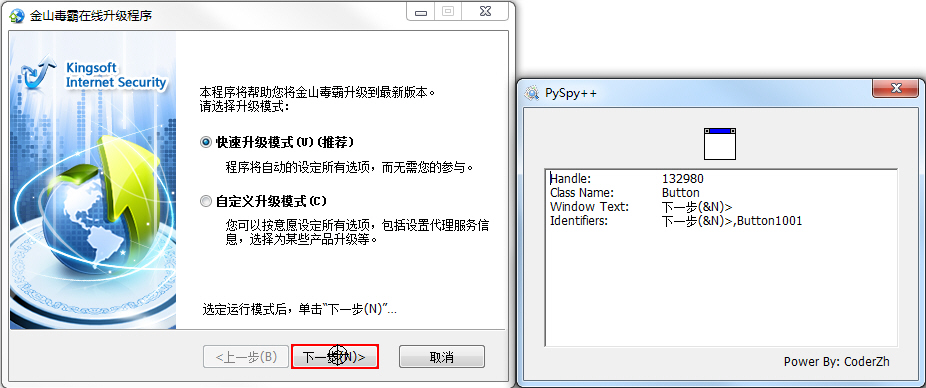 金山毒霸在线升级程序
Kingsoft
Internet Security
本程序将帮助您将金山毒霸升级到最新版本。
请选择升级模式：
快速升级模式(U)(推荐)
程序将自动的设定所有选项，而无需您的参与。
自定义升级模式(C)
您可以按意愿设定所有选项，包括设置代理服务信
息，选择为某些产品升级等。
选定运行模式后，单击“下一步(N)”...
<上一步(B)
下一步(N)>
取消
PySpy++
Handle: 132980
Class Name: Button
Window Text: 下一步(&N)>
Identifiers: 下一步(&N)>,Button1001
Power By: CoderZh